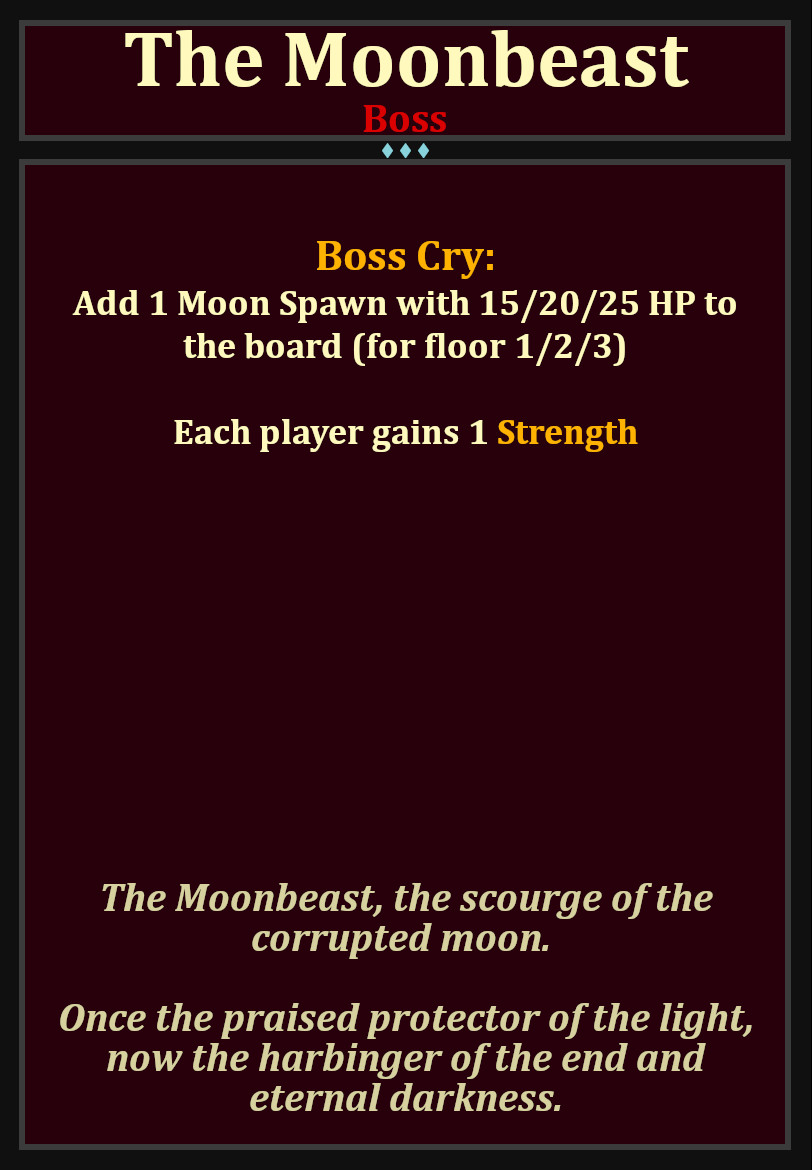 The Moonbeast
Boss
Boss Cry:
Add 1 Moon Spawn with 15/20/25 HP to
the board (for floor 1/2/3)
Each player gains 1 Strength
The Moonbeast, the scourge of the
corrupted moon.
Once the praised protector of the light,
now the harbinger of the end and
eternal darkness.